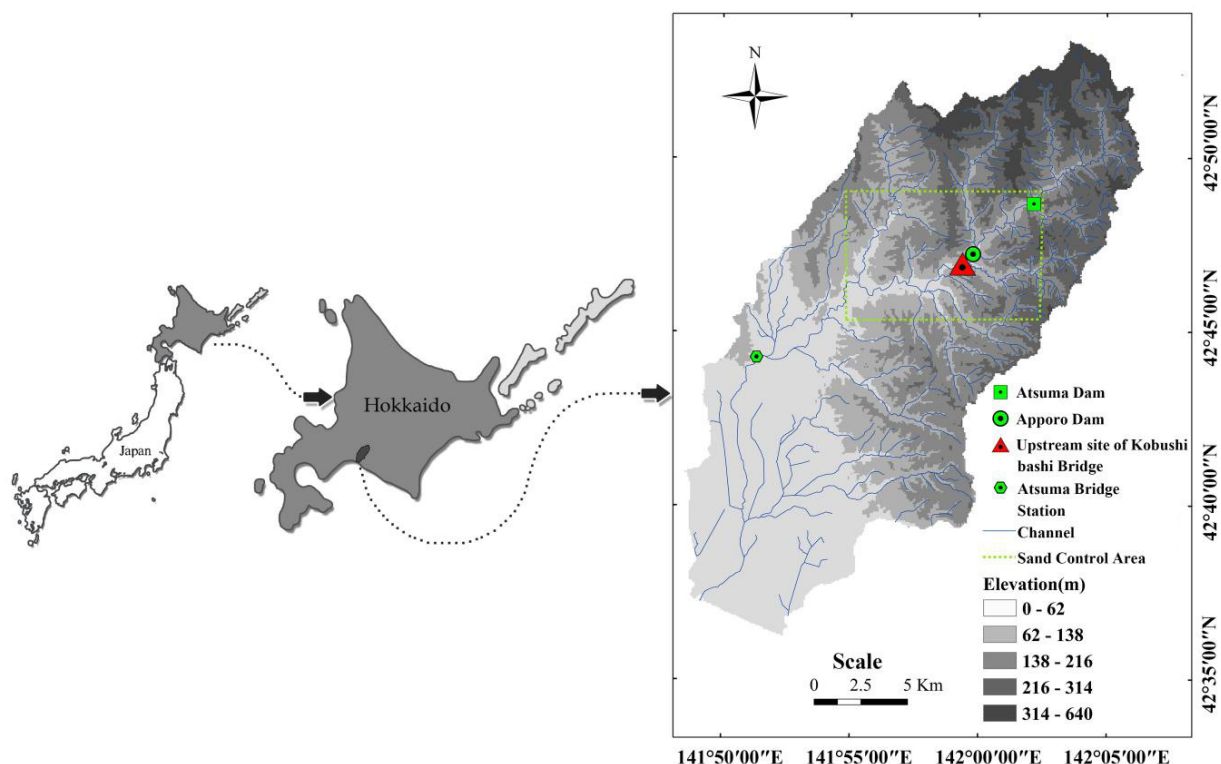 Japan
Hokkaido
N
Atsuma Dam
Apporo Dam
Upstream site of Kobushi
bashi Bridge
Atsuma Bridge
Station
Channel
Sand Control Area
Elevation(m)
0 - 62
62 - 138
138 - 216
216 - 314
314 - 640
Scale
0 2.5 5 Km
42°50'00"N
42°45'00"N
42°40'00"N
42°35'00"N
141°50'00"E 141°55'00"E 142°00'00"E 142°05'00"E